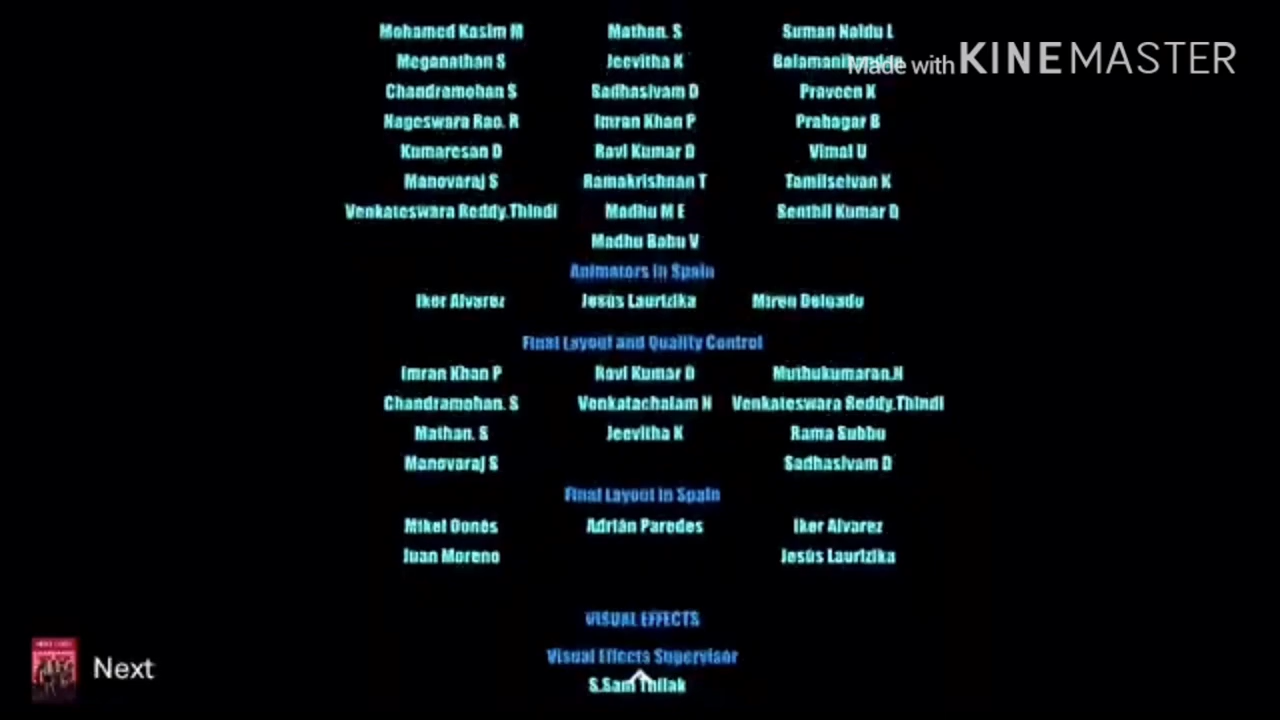 Mohamed Kasim M Mathan. S Suman Naidu L
Made with KINEMASTER
Meganathan S Jeevitha K
Chandramohan S Sadhasivam D Praveen K
Nageswara Rao. R Imran Khan P Prabagar B
Kumaresan D Ravi Kumar D Vimal U
Manovaraj S Ramakrishnan T Tamilselvan K
Venkateswara Reddy.Thindi Madhu M E Senthil Kumar D
Madhu Babu V
Animators in Spain
Iker Alvarez Jesús Laurizika Miren Delgado
Final Layout and Quality Control
Imran Khan P Ravi Kumar D Muthukumaran.N
Chandramohan. S Venkatachalam N Venkateswara Reddy.Thindi
Mathan. S Jeevitha K Rama Subbu
Manovaraj S Sadhasivam D
Final Layout in Spain
Mikel Adrián Paredes Iker Alvarez
Juan Moreno Jesús Laurizika
VISUAL EFFECTS
Visual Effects Supervisor
S.Sam Thilak
Next